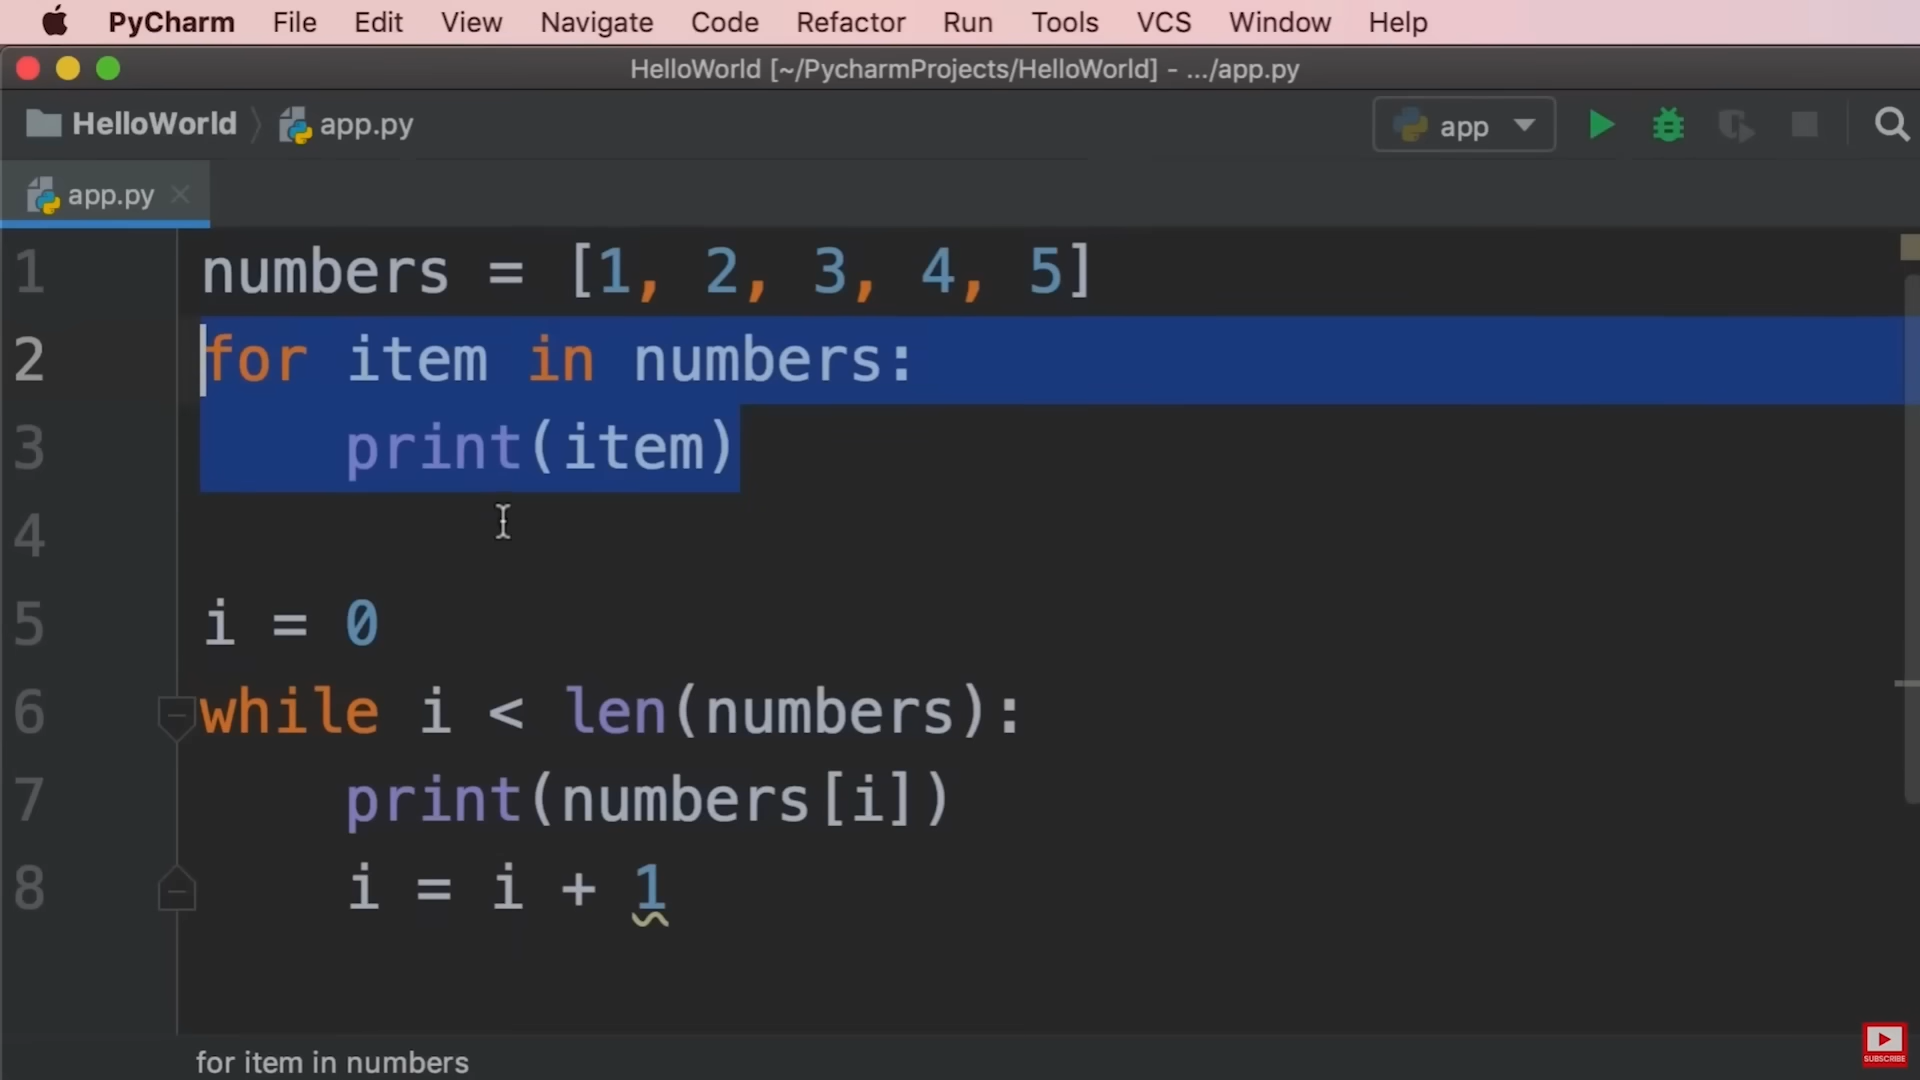 PyCharm File Edit View Navigate Code Refactor Run Tools VCS Window Help
HelloWorld [~/PycharmProjects/HelloWorld] - .../app.py
HelloWorld app.py app
app.py
1 numbers = [1, 2, 3, 4, 5]
2 for item in numbers:
3     print(item)
4
5 i = 0
6 while i < len(numbers):
7     print(numbers[i])
8     i = i + 1
for item in numbers
SUBSCRIBE